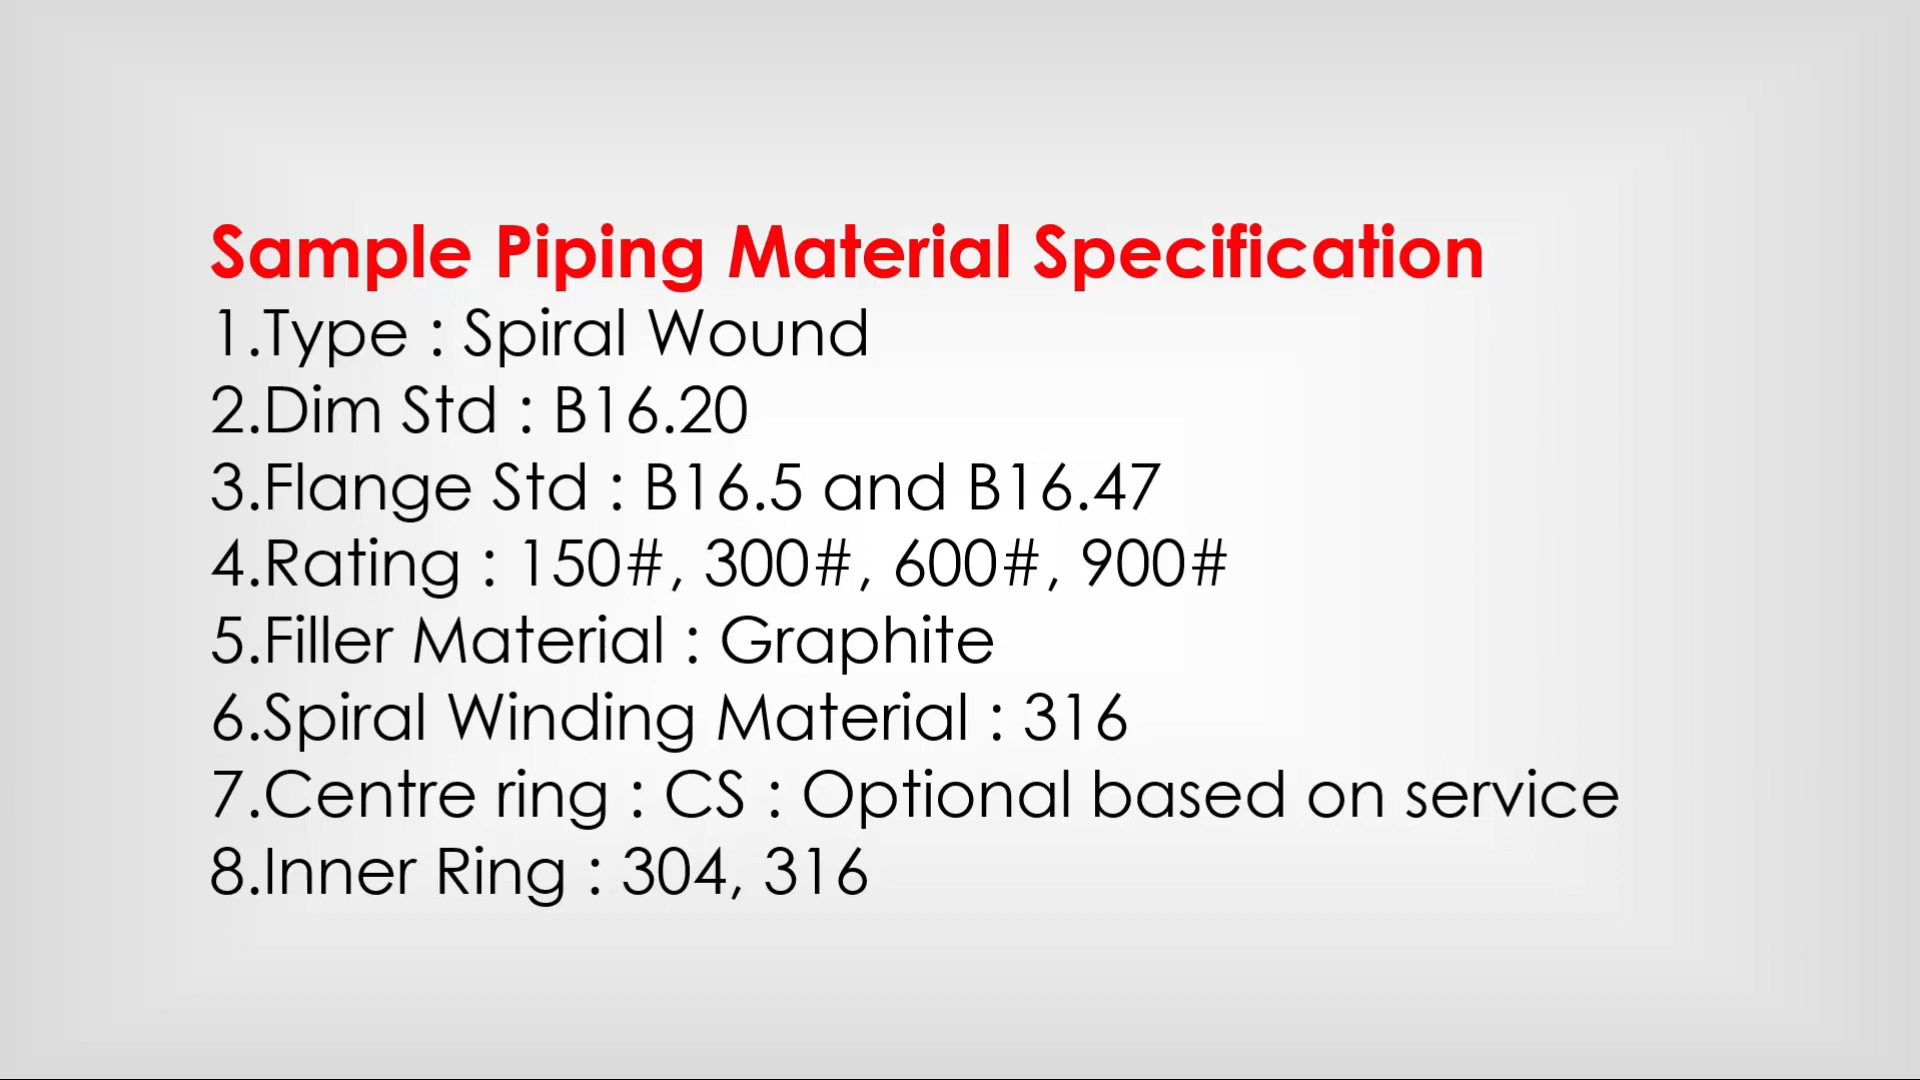 Sample Piping Material Specification
1.Type : Spiral Wound
2.Dim Std : B16.20
3.Flange Std : B16.5 and B16.47
4.Rating : 150#, 300#, 600#, 900#
5.Filler Material : Graphite
6.Spiral Winding Material : 316
7.Centre ring : CS : Optional based on service
8.Inner Ring : 304, 316